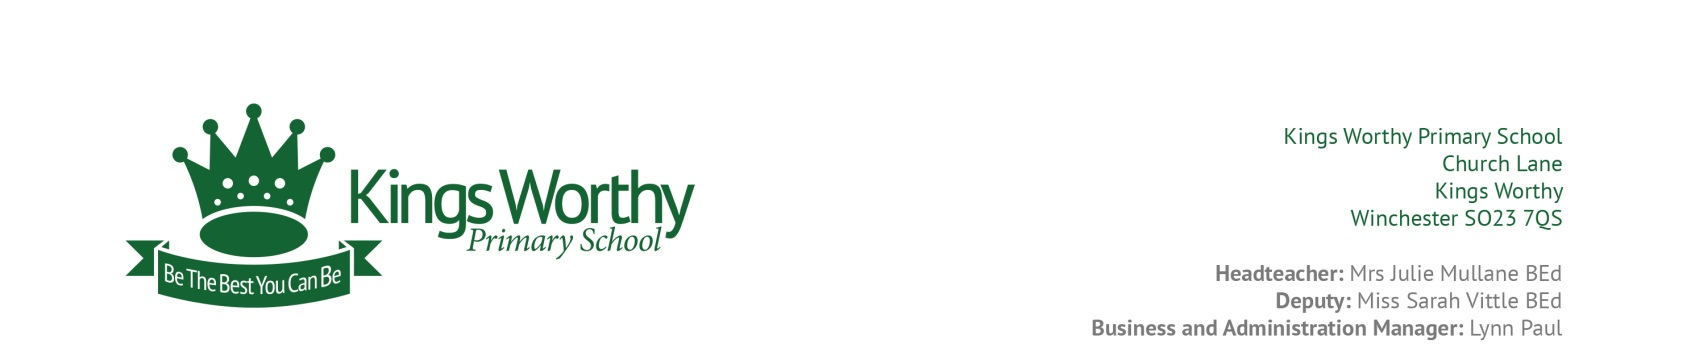 Kings Worthy
Primary School
Be The Best You Can Be
Kings Worthy Primary School
Church Lane
Kings Worthy
Winchester SO23 7QS
Headteacher: Mrs Julie Mullane BEd
Deputy: Miss Sarah Vittle BEd
Business and Administration Manager: Lynn Paul